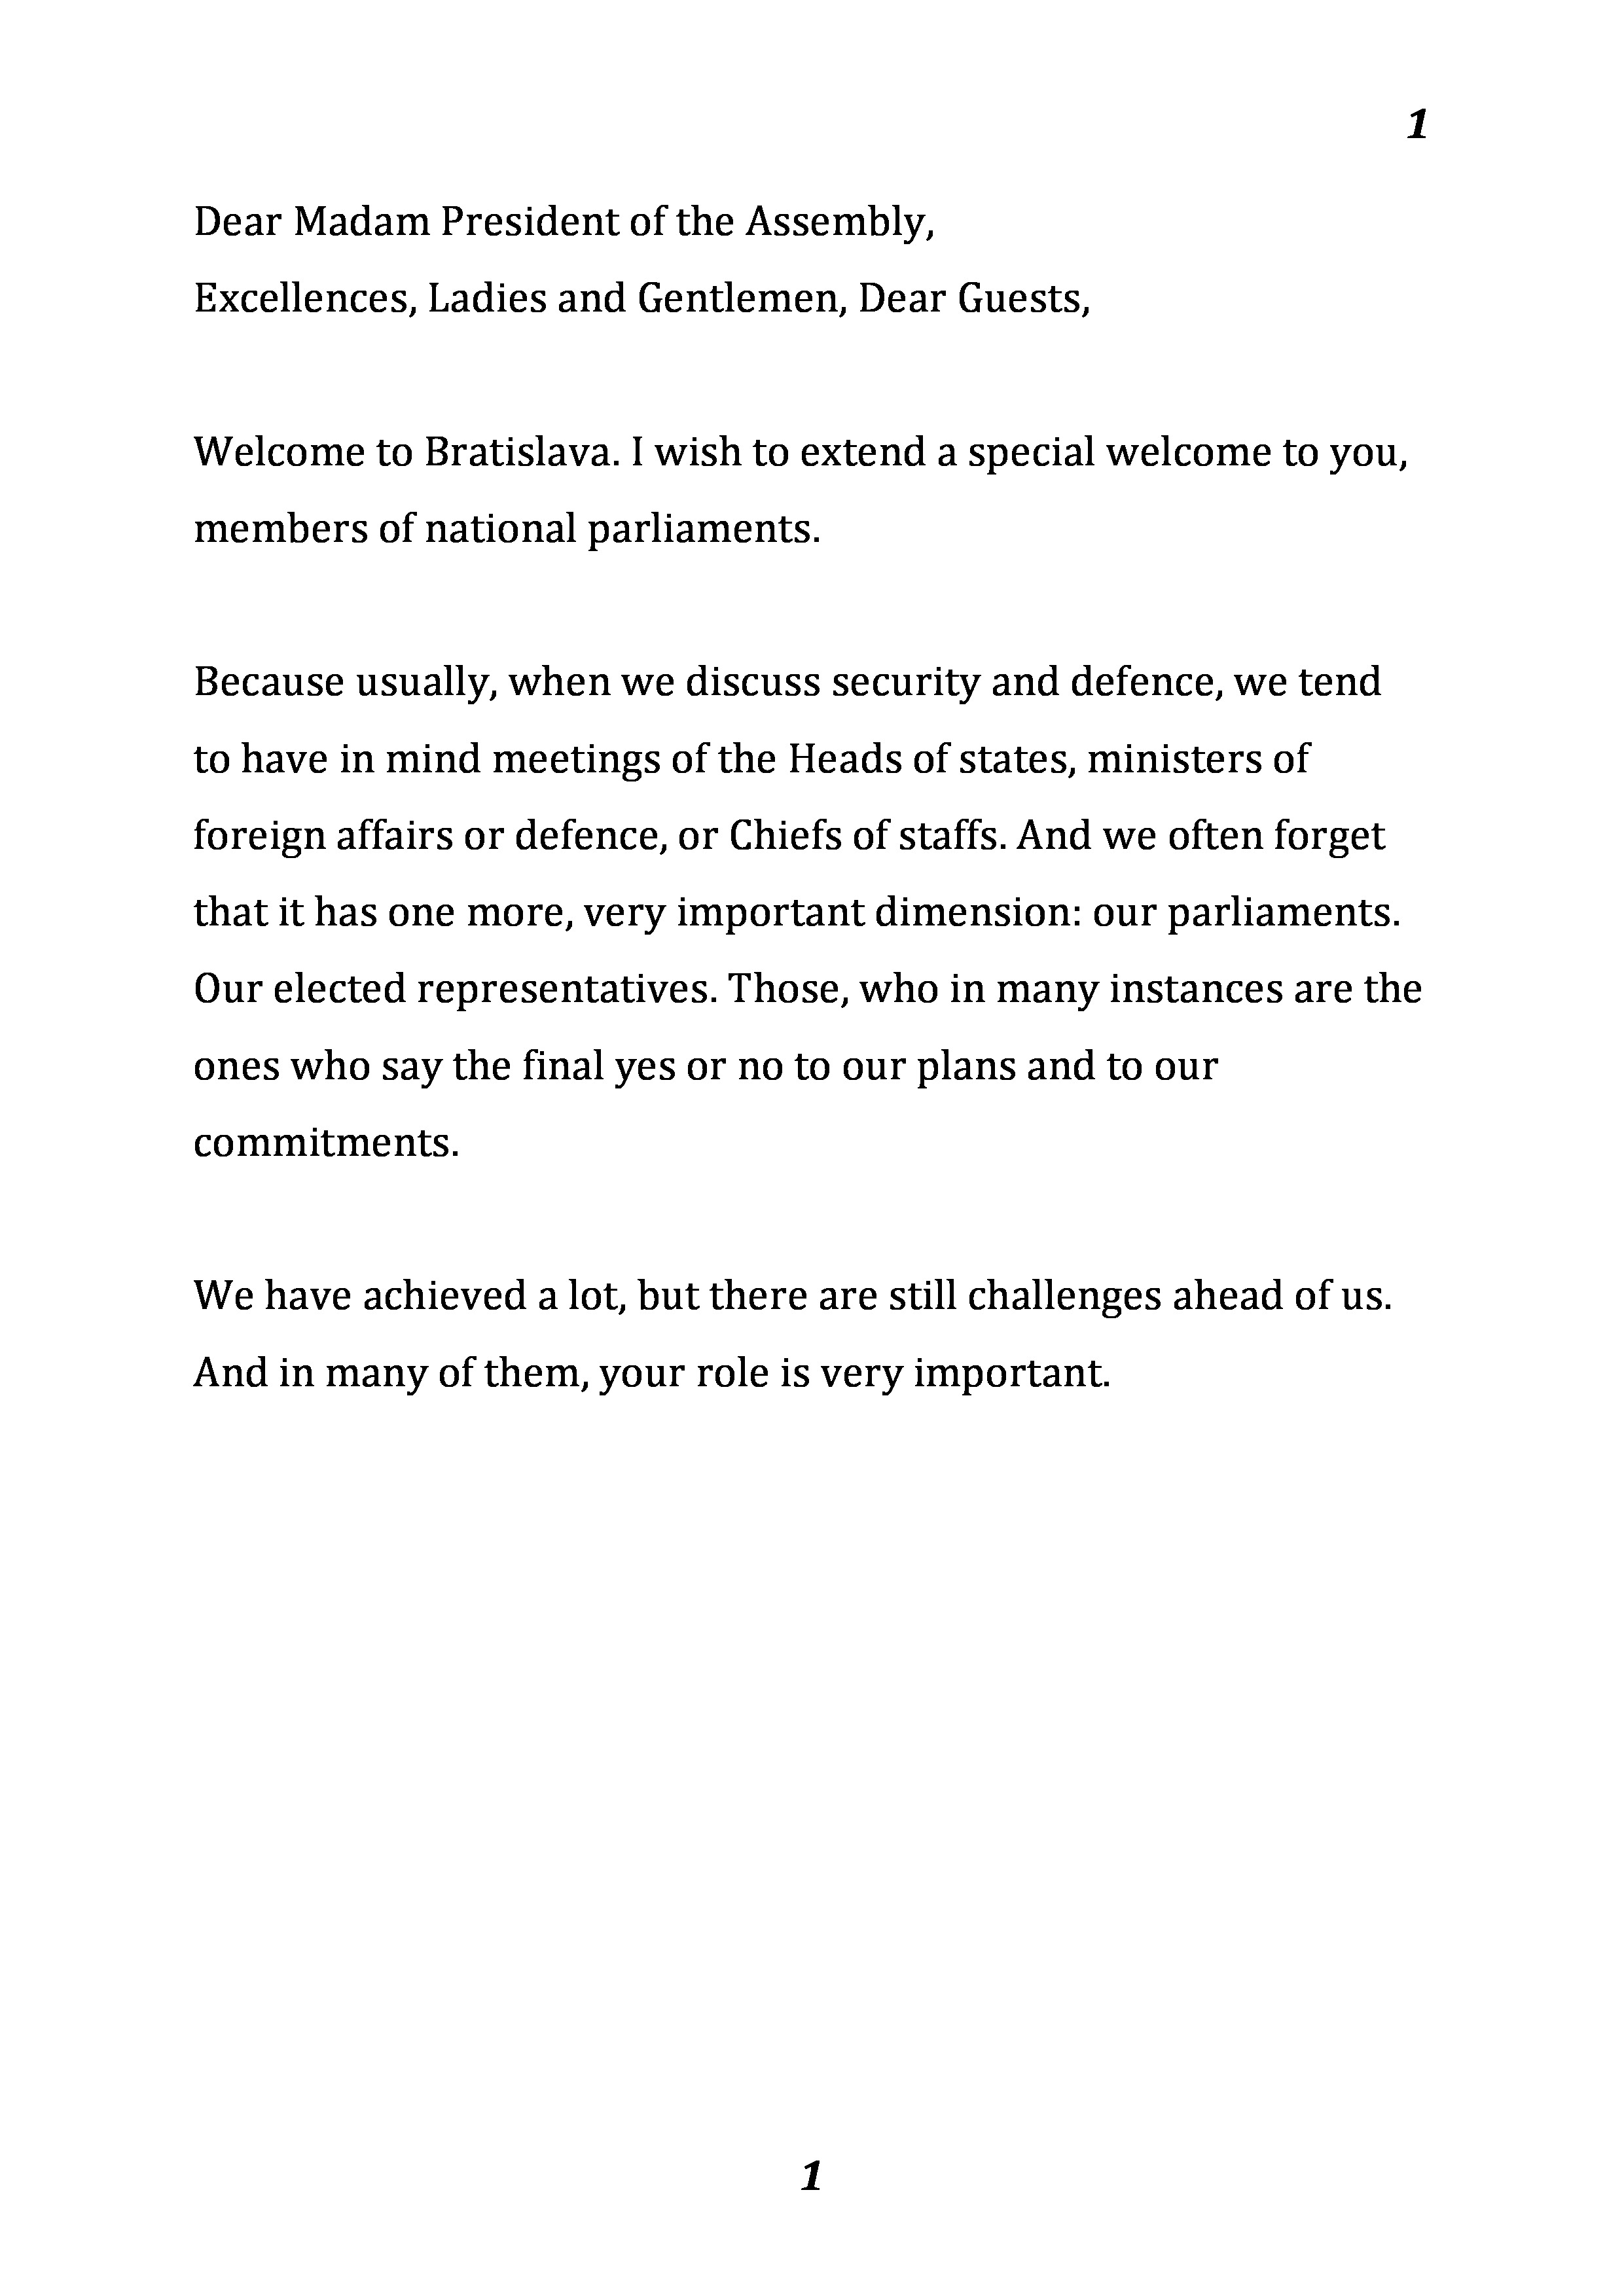 1
Dear Madam President of the Assembly,
Excellences, Ladies and Gentlemen, Dear Guests,
Welcome to Bratislava. I wish to extend a special welcome to you,
members of national parliaments.
Because usually, when we discuss security and defence, we tend
to have in mind meetings of the Heads of states, ministers of
foreign affairs or defence, or Chiefs of staffs. And we often forget
that it has one more, very important dimension: our parliaments.
Our elected representatives. Those, who in many instances are the
ones who say the final yes or no to our plans and to our
commitments.
We have achieved a lot, but there are still challenges ahead of us.
And in many of them, your role is very important.
1